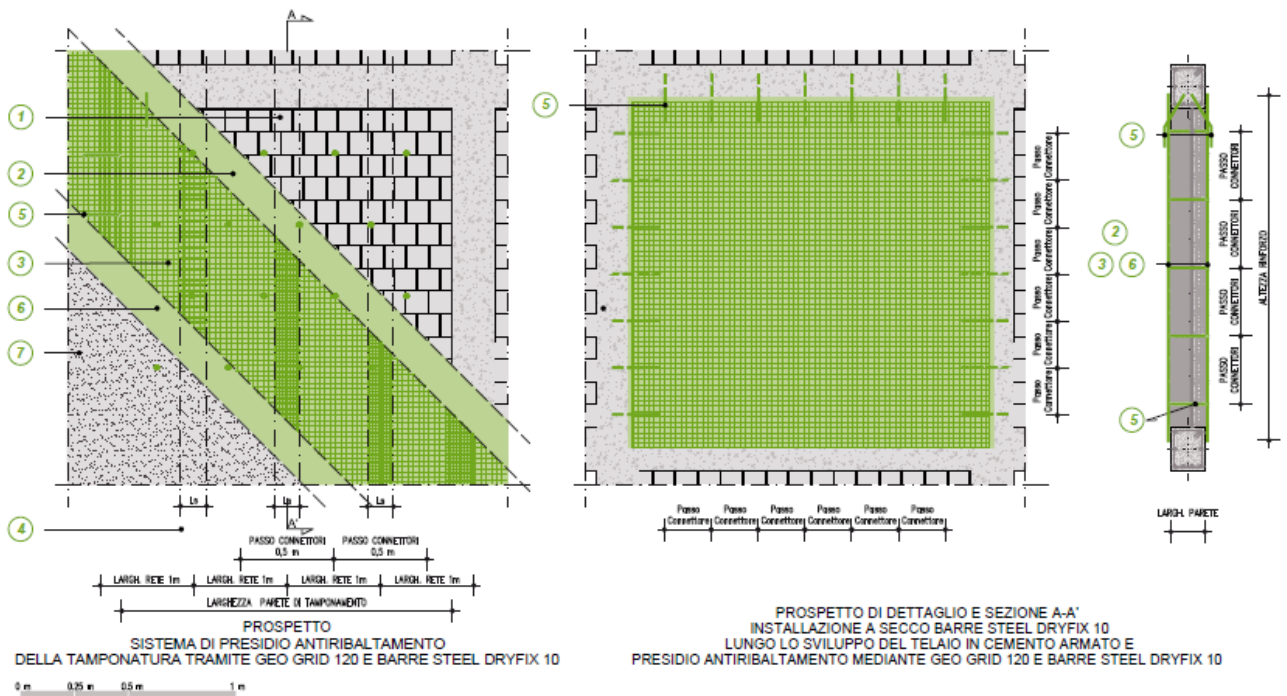 A
1
2
5
3
6
7
4
Ls
Ls
Ls
A'
PASSO CONNETTORI
0,5 m
PASSO CONNETTORI
0,5 m
LARGH. RETE 1m
LARGH. RETE 1m
LARGH. RETE 1m
LARGH. RETE 1m
LARGHEZZA PARETE DI TAMPONAMENTO
PROSPETTO
SISTEMA DI PRESIDIO ANTIRIBALTAMENTO
DELLA TAMPONATURA TRAMITE GEO GRID 120 E BARRE STEEL DRYFIX 10
0 m
0.25 m
0.5 m
1 m
5
Passo
Connettore
Passo
Connettore
Passo
Connettore
Passo
Connettore
Passo
Connettore
Passo
Connettore
Passo
Connettore
Passo
Connettore
Passo
Connettore
Passo
Connettore
Passo
Connettore
Passo
Connettore
5
2
3
6
5
PASSO
CONNETTORI
PASSO
CONNETTORI
PASSO
CONNETTORI
PASSO
CONNETTORI
ALTEZZA RINFORZO
LARGH. PARETE
PROSPETTO DI DETTAGLIO E SEZIONE A-A'
INSTALLAZIONE A SECCO BARRE STEEL DRYFIX 10
LUNGO LO SVILUPPO DEL TELAIO IN CEMENTO ARMATO E
PRESIDIO ANTIRIBALTAMENTO MEDIANTE GEO GRID 120 E BARRE STEEL DRYFIX 10